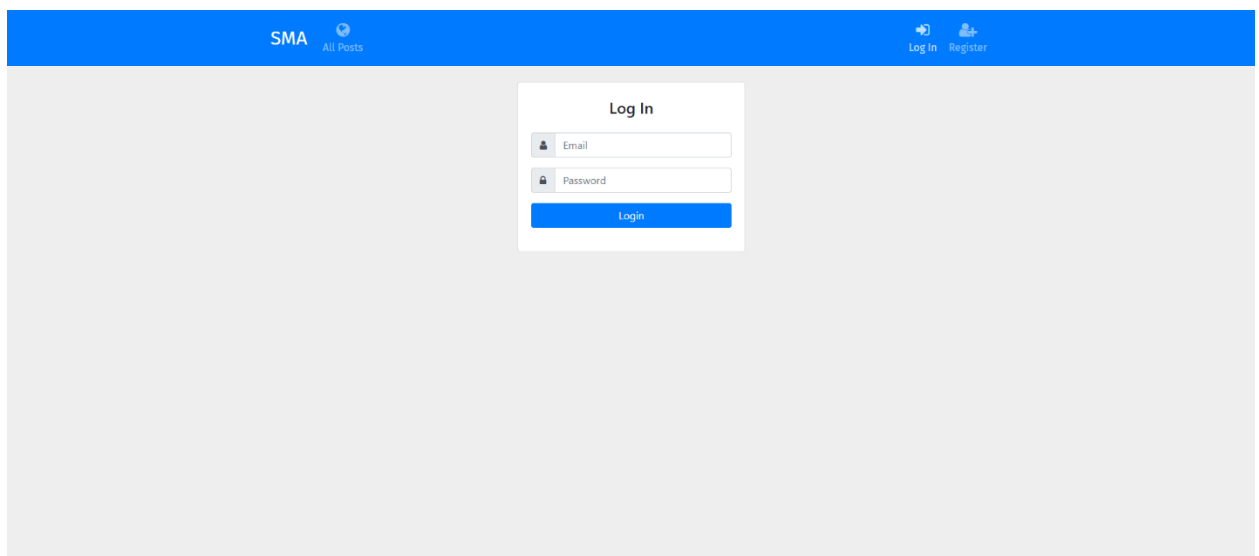 SMA
All Posts
Log In
Register
Log In
Email
Password
Login